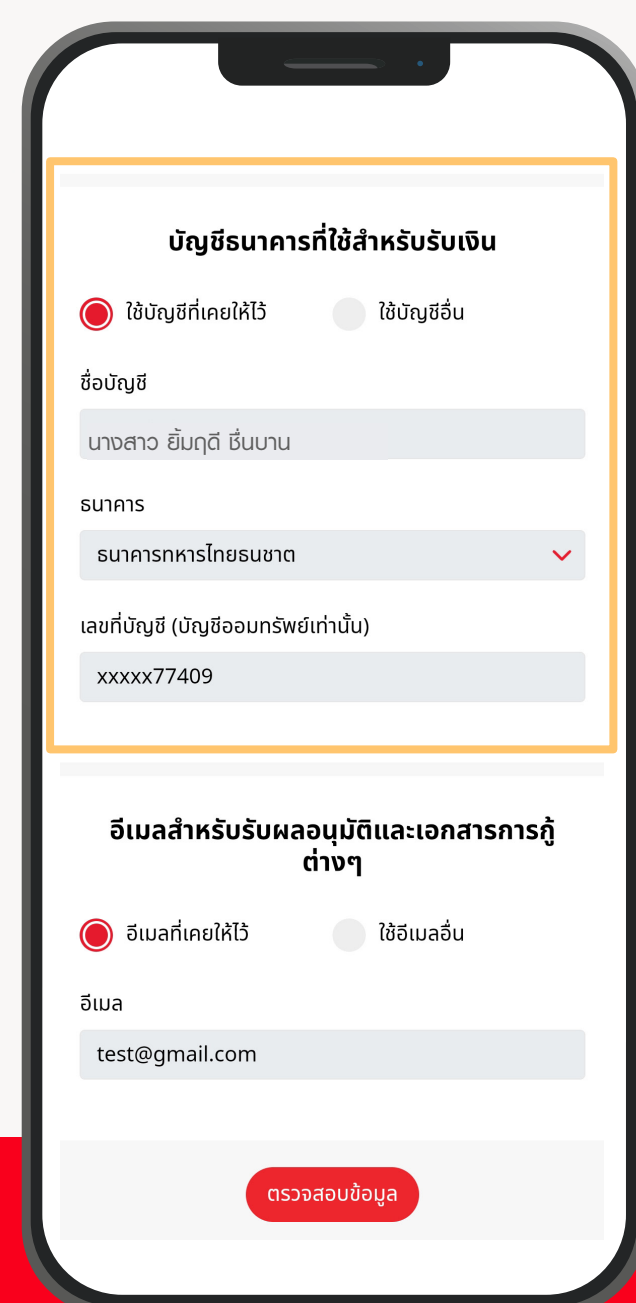 บัญชีธนาคารที่ใช้สำหรับรับเงิน
ใช้บัญชีที่เคยให้ไว้ ใช้บัญชีอื่น
ชื่อบัญชี
นางสาว ยิ้มฤดี ชื่นบาน
ธนาคาร
ธนาคารทหารไทยธนชาต
เลขที่บัญชี (บัญชีออมทรัพย์เท่านั้น)
xxxxx77409
อีเมลสำหรับรับผลอนุมัติและเอกสารการกู้
ต่างๆ
อีเมลที่เคยให้ไว้ ใช้อีเมลอื่น
อีเมล
test@gmail.com
ตรวจสอบข้อมูล